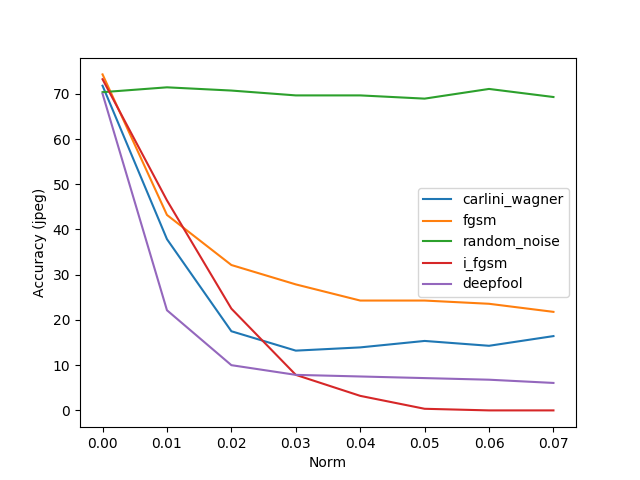 70
60
50
40
30
20
10
0
Accuracy (jpeg)
carlini_wagner
fgsm
random_noise
i_fgsm
deepfool
0.00 0.01 0.02 0.03 0.04 0.05 0.06 0.07
Norm